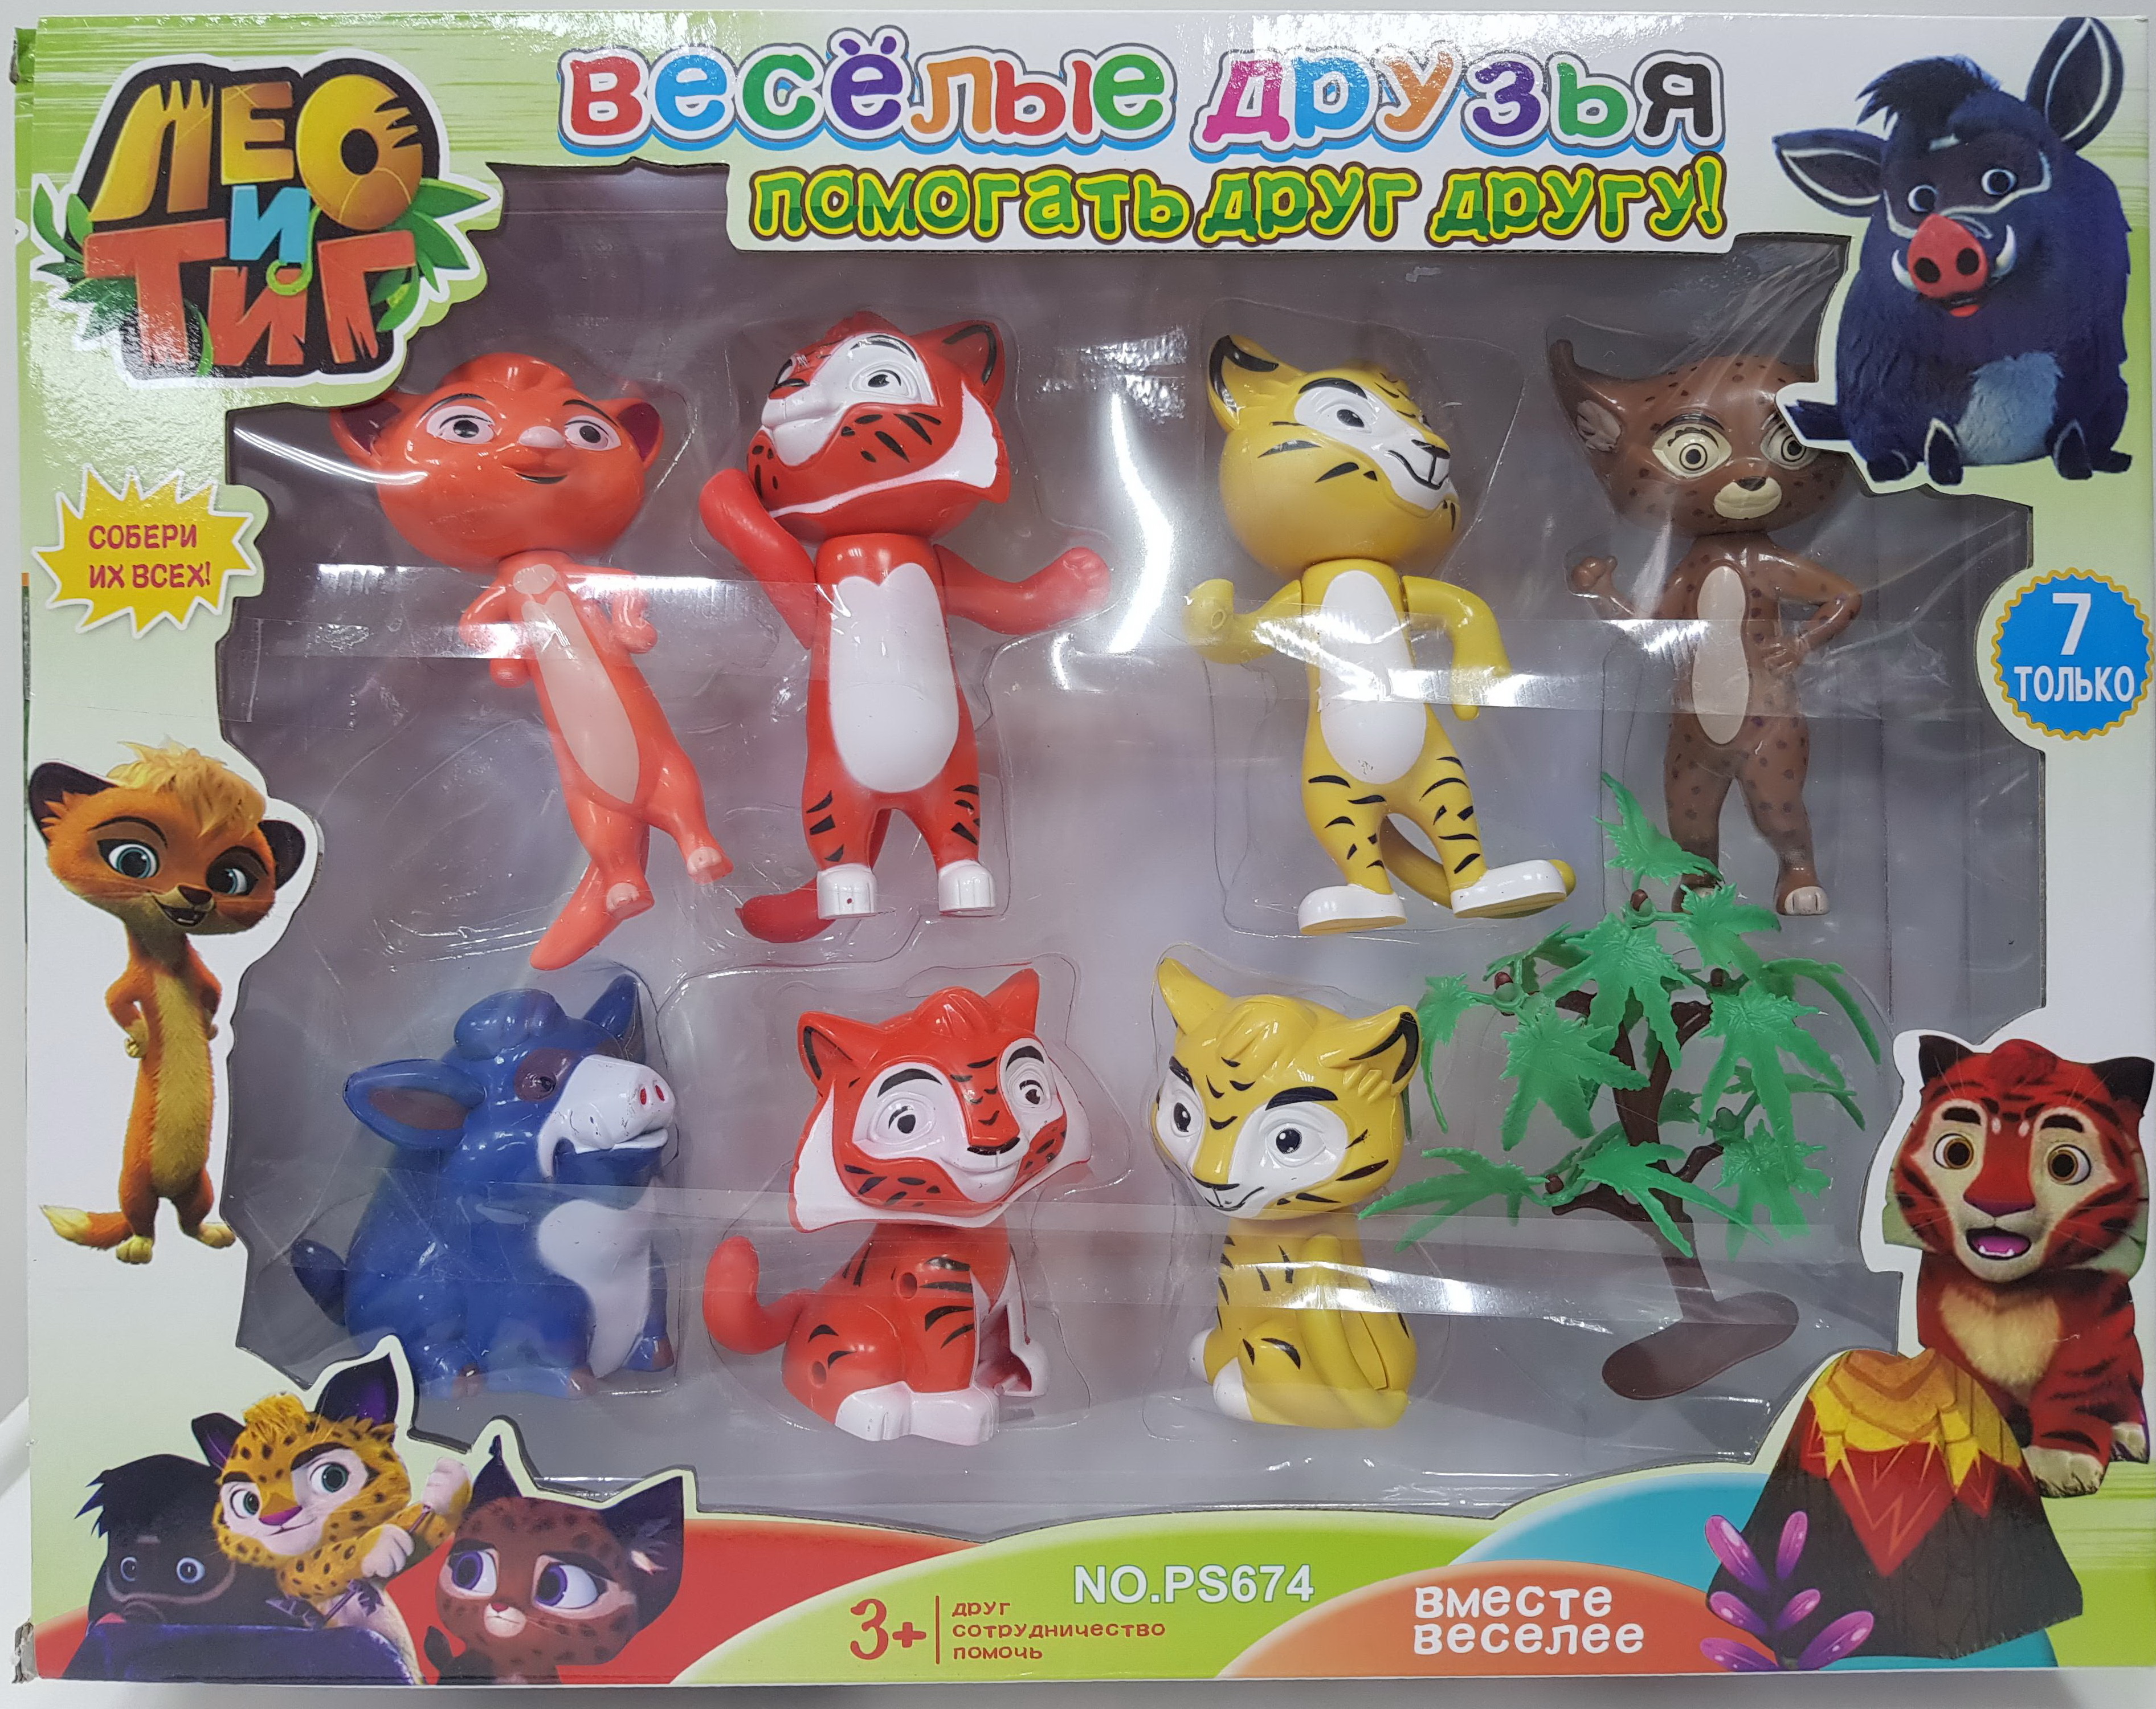 ЛЕО
И
ТИГ
ВЕСЁЛЫЕ ДРУЗЬЯ
ПОМОГАТЬ ДРУГ ДРУГУ!
СОБЕРИ
ИХ ВСЕХ!
7
ТОЛЬКО
NO.PS674
3+
ДРУГ
СОТРУДНИЧЕСТВО
ПОМОЧЬ
ВМЕСТЕ
ВЕСЕЛЕЕ